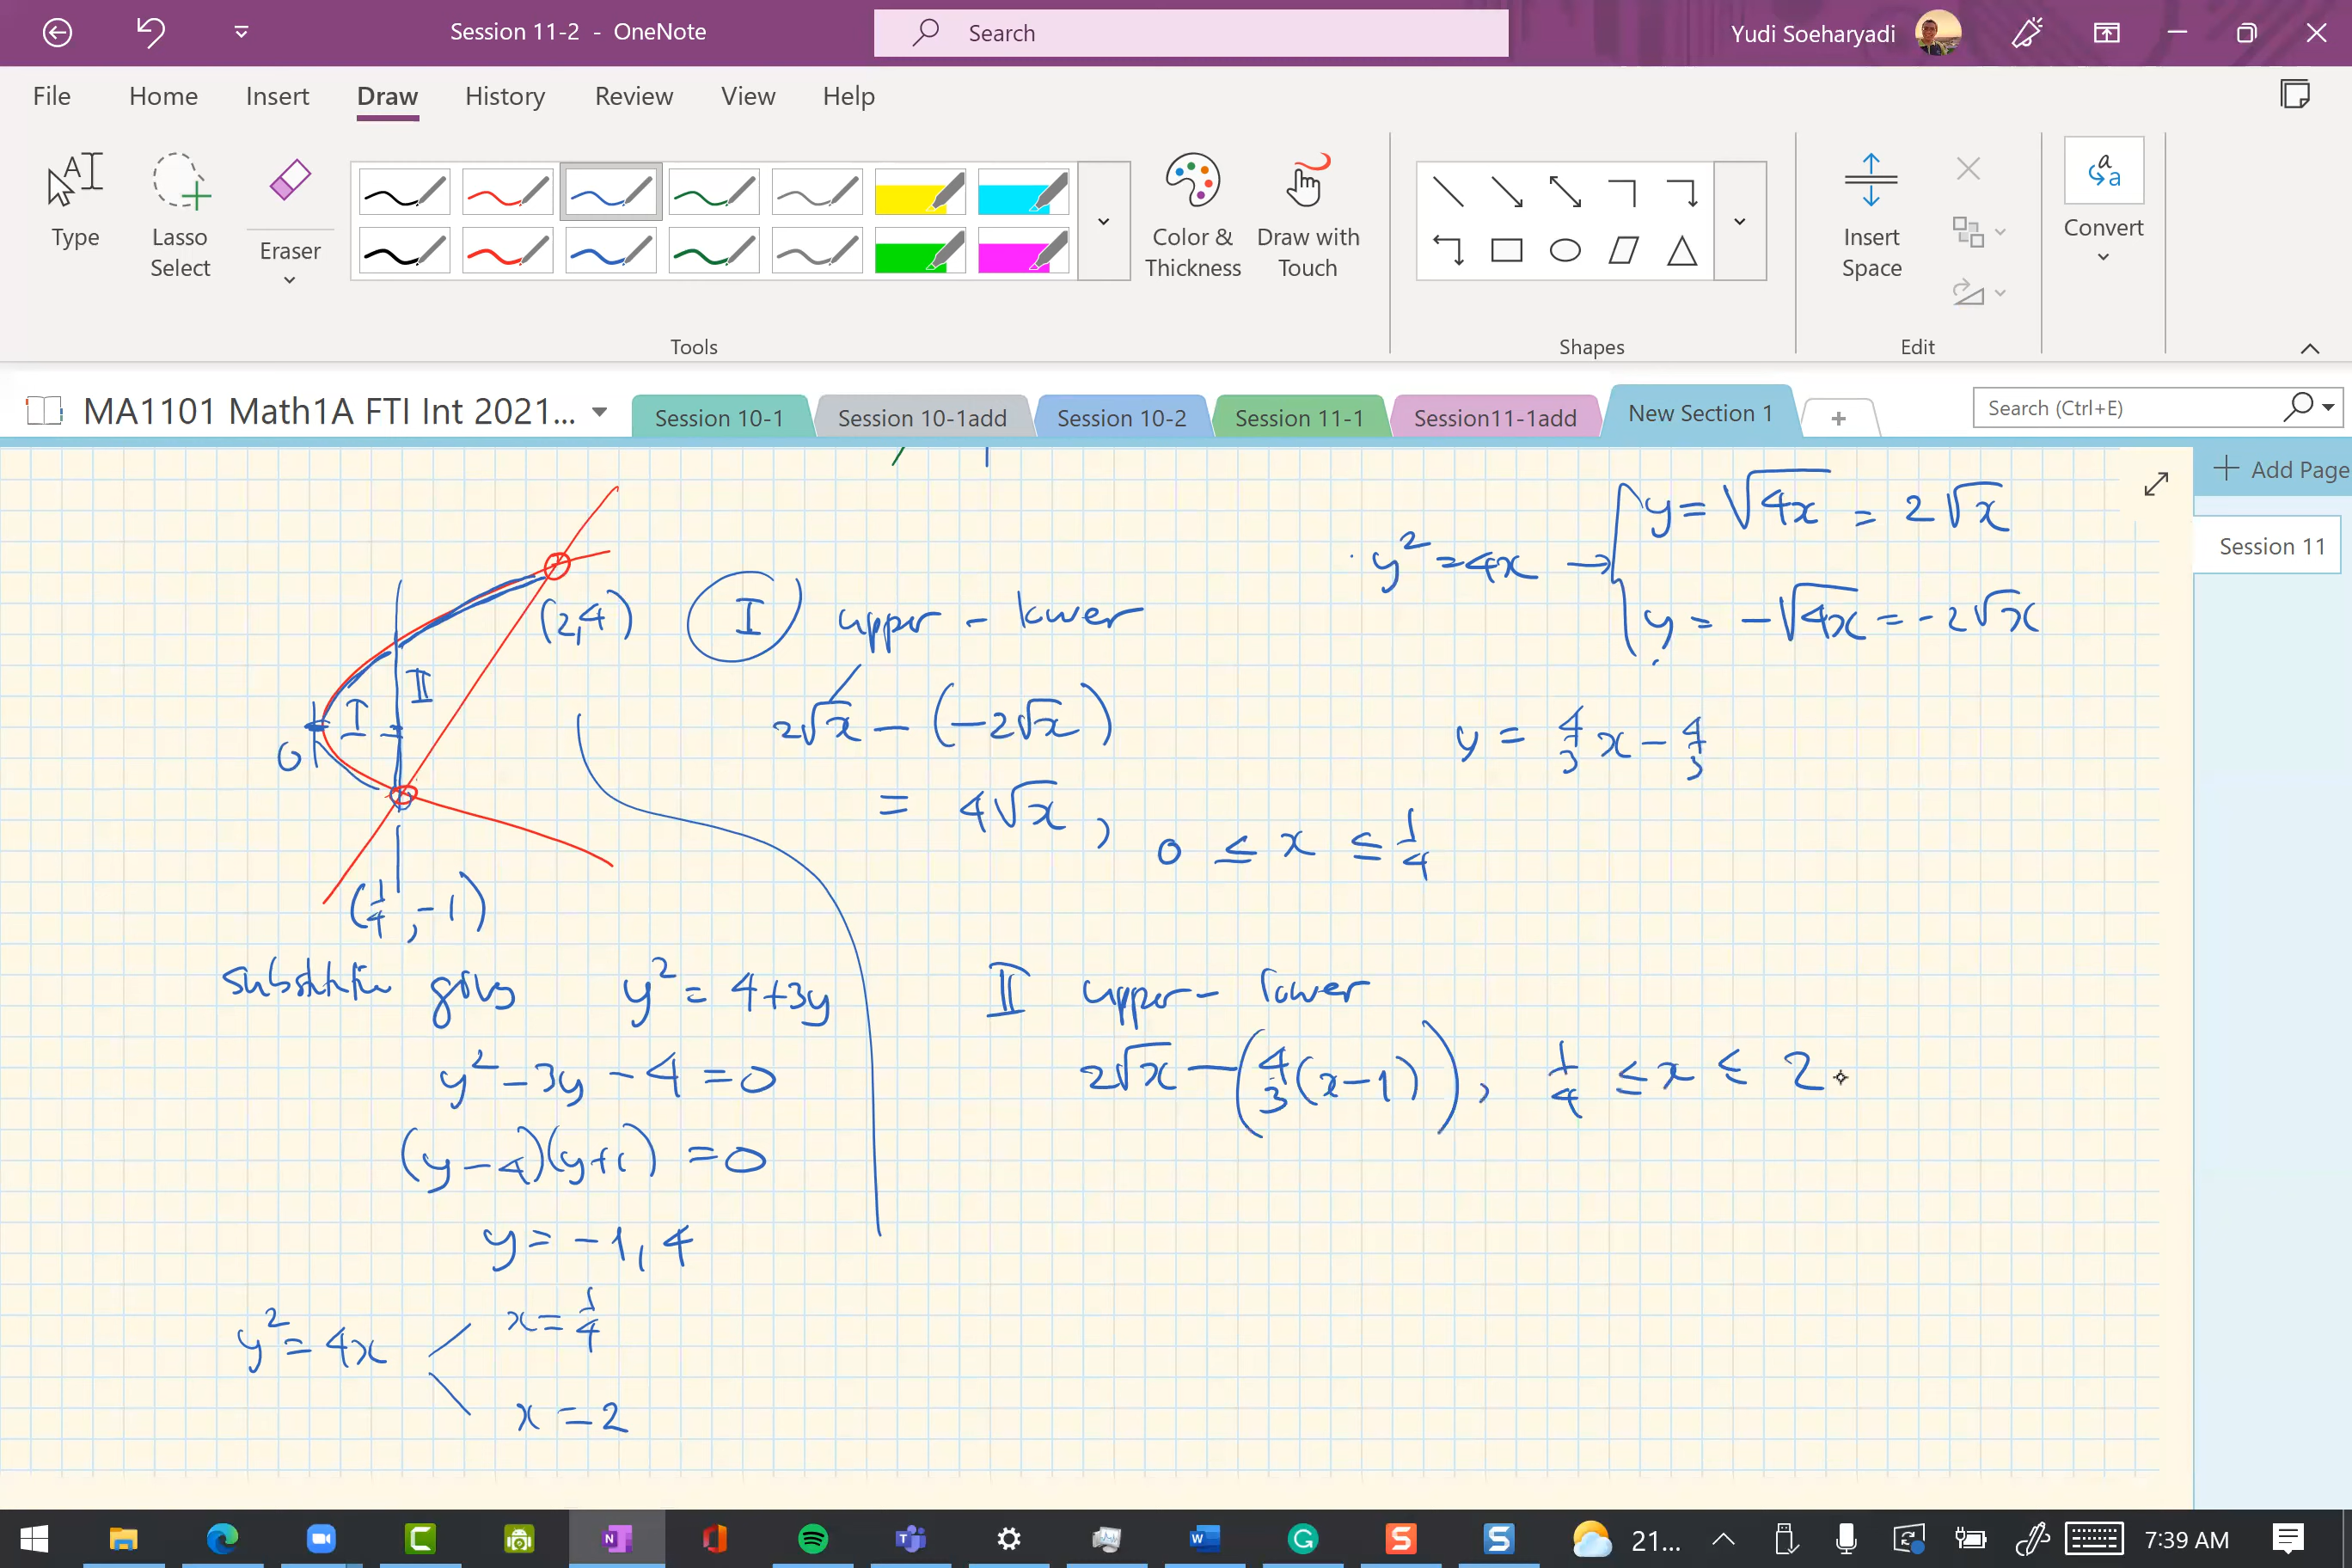 Session 11-2 - OneNote
Search
Yudi Soeharyadi
File Home Insert Draw History Review View Help
Type
Lasso Select
Eraser
Color & Thickness
Draw with Touch
Insert Space
Convert
Tools
Shapes
Edit
MA1101 Math1A FTI Int 2021...
Session 10-1
Session 10-1add
Session 10-2
Session 11-1
Session11-1add
New Section 1
Search (Ctrl+E)
Add Page
Session 11
y² = 4x → y = √4x = 2√x
y = -√4x = -2√x
(2,4)
I upper - lower
II
I
0
2√x - (-2√x)
y = 4/3 x - 4/3
= 4√x, 0 ≤ x ≤ 1/4
(1/4, -1)
y² = 4+3y
II upper - lower
y² - 3y - 4 = 0
2√x - (4/3(x-1)), 1/4 ≤ x ≤ 2
(y-4)(y+1) = 0
y = -1, 4
y² = 4x
x = 1/4
x = 2
21...
7:39 AM